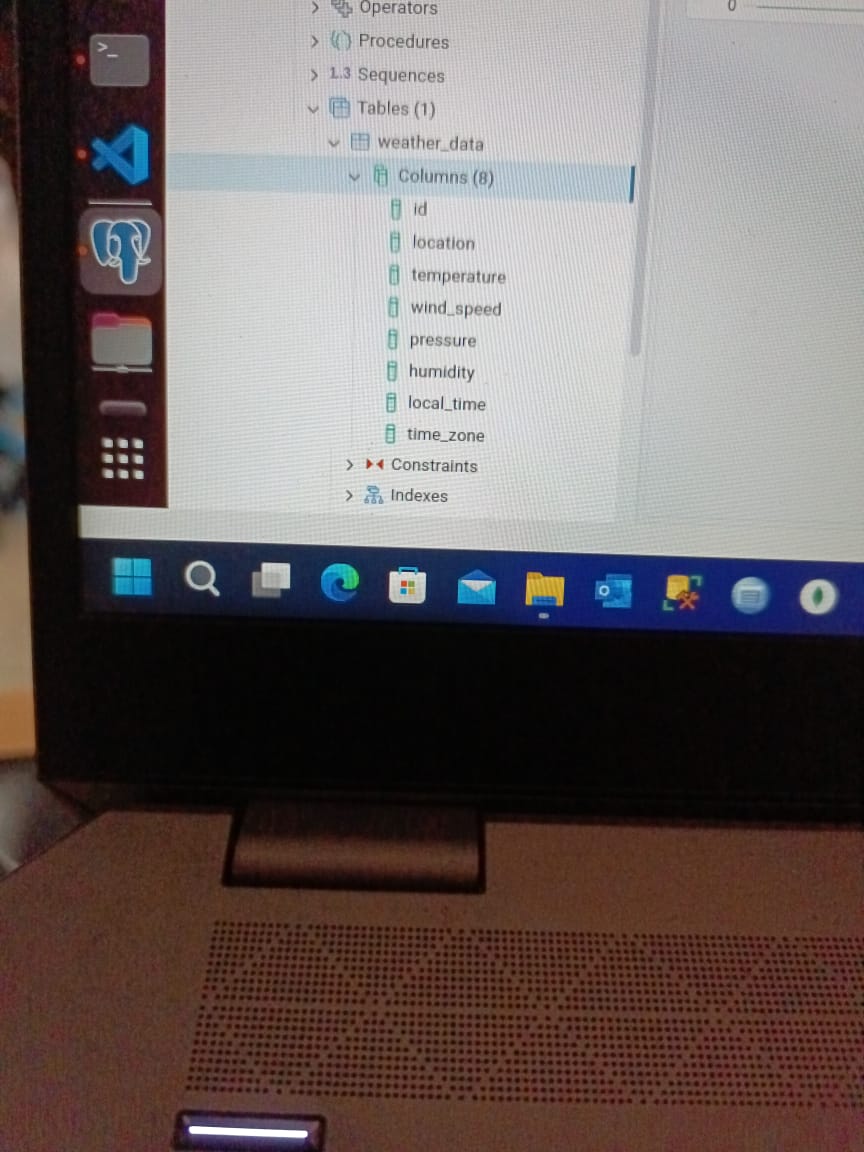 Operators
0
Procedures
1.3 Sequences
Tables (1)
weather_data
Columns (8)
id
location
temperature
wind_speed
pressure
humidity
local_time
time_zone
Constraints
Indexes